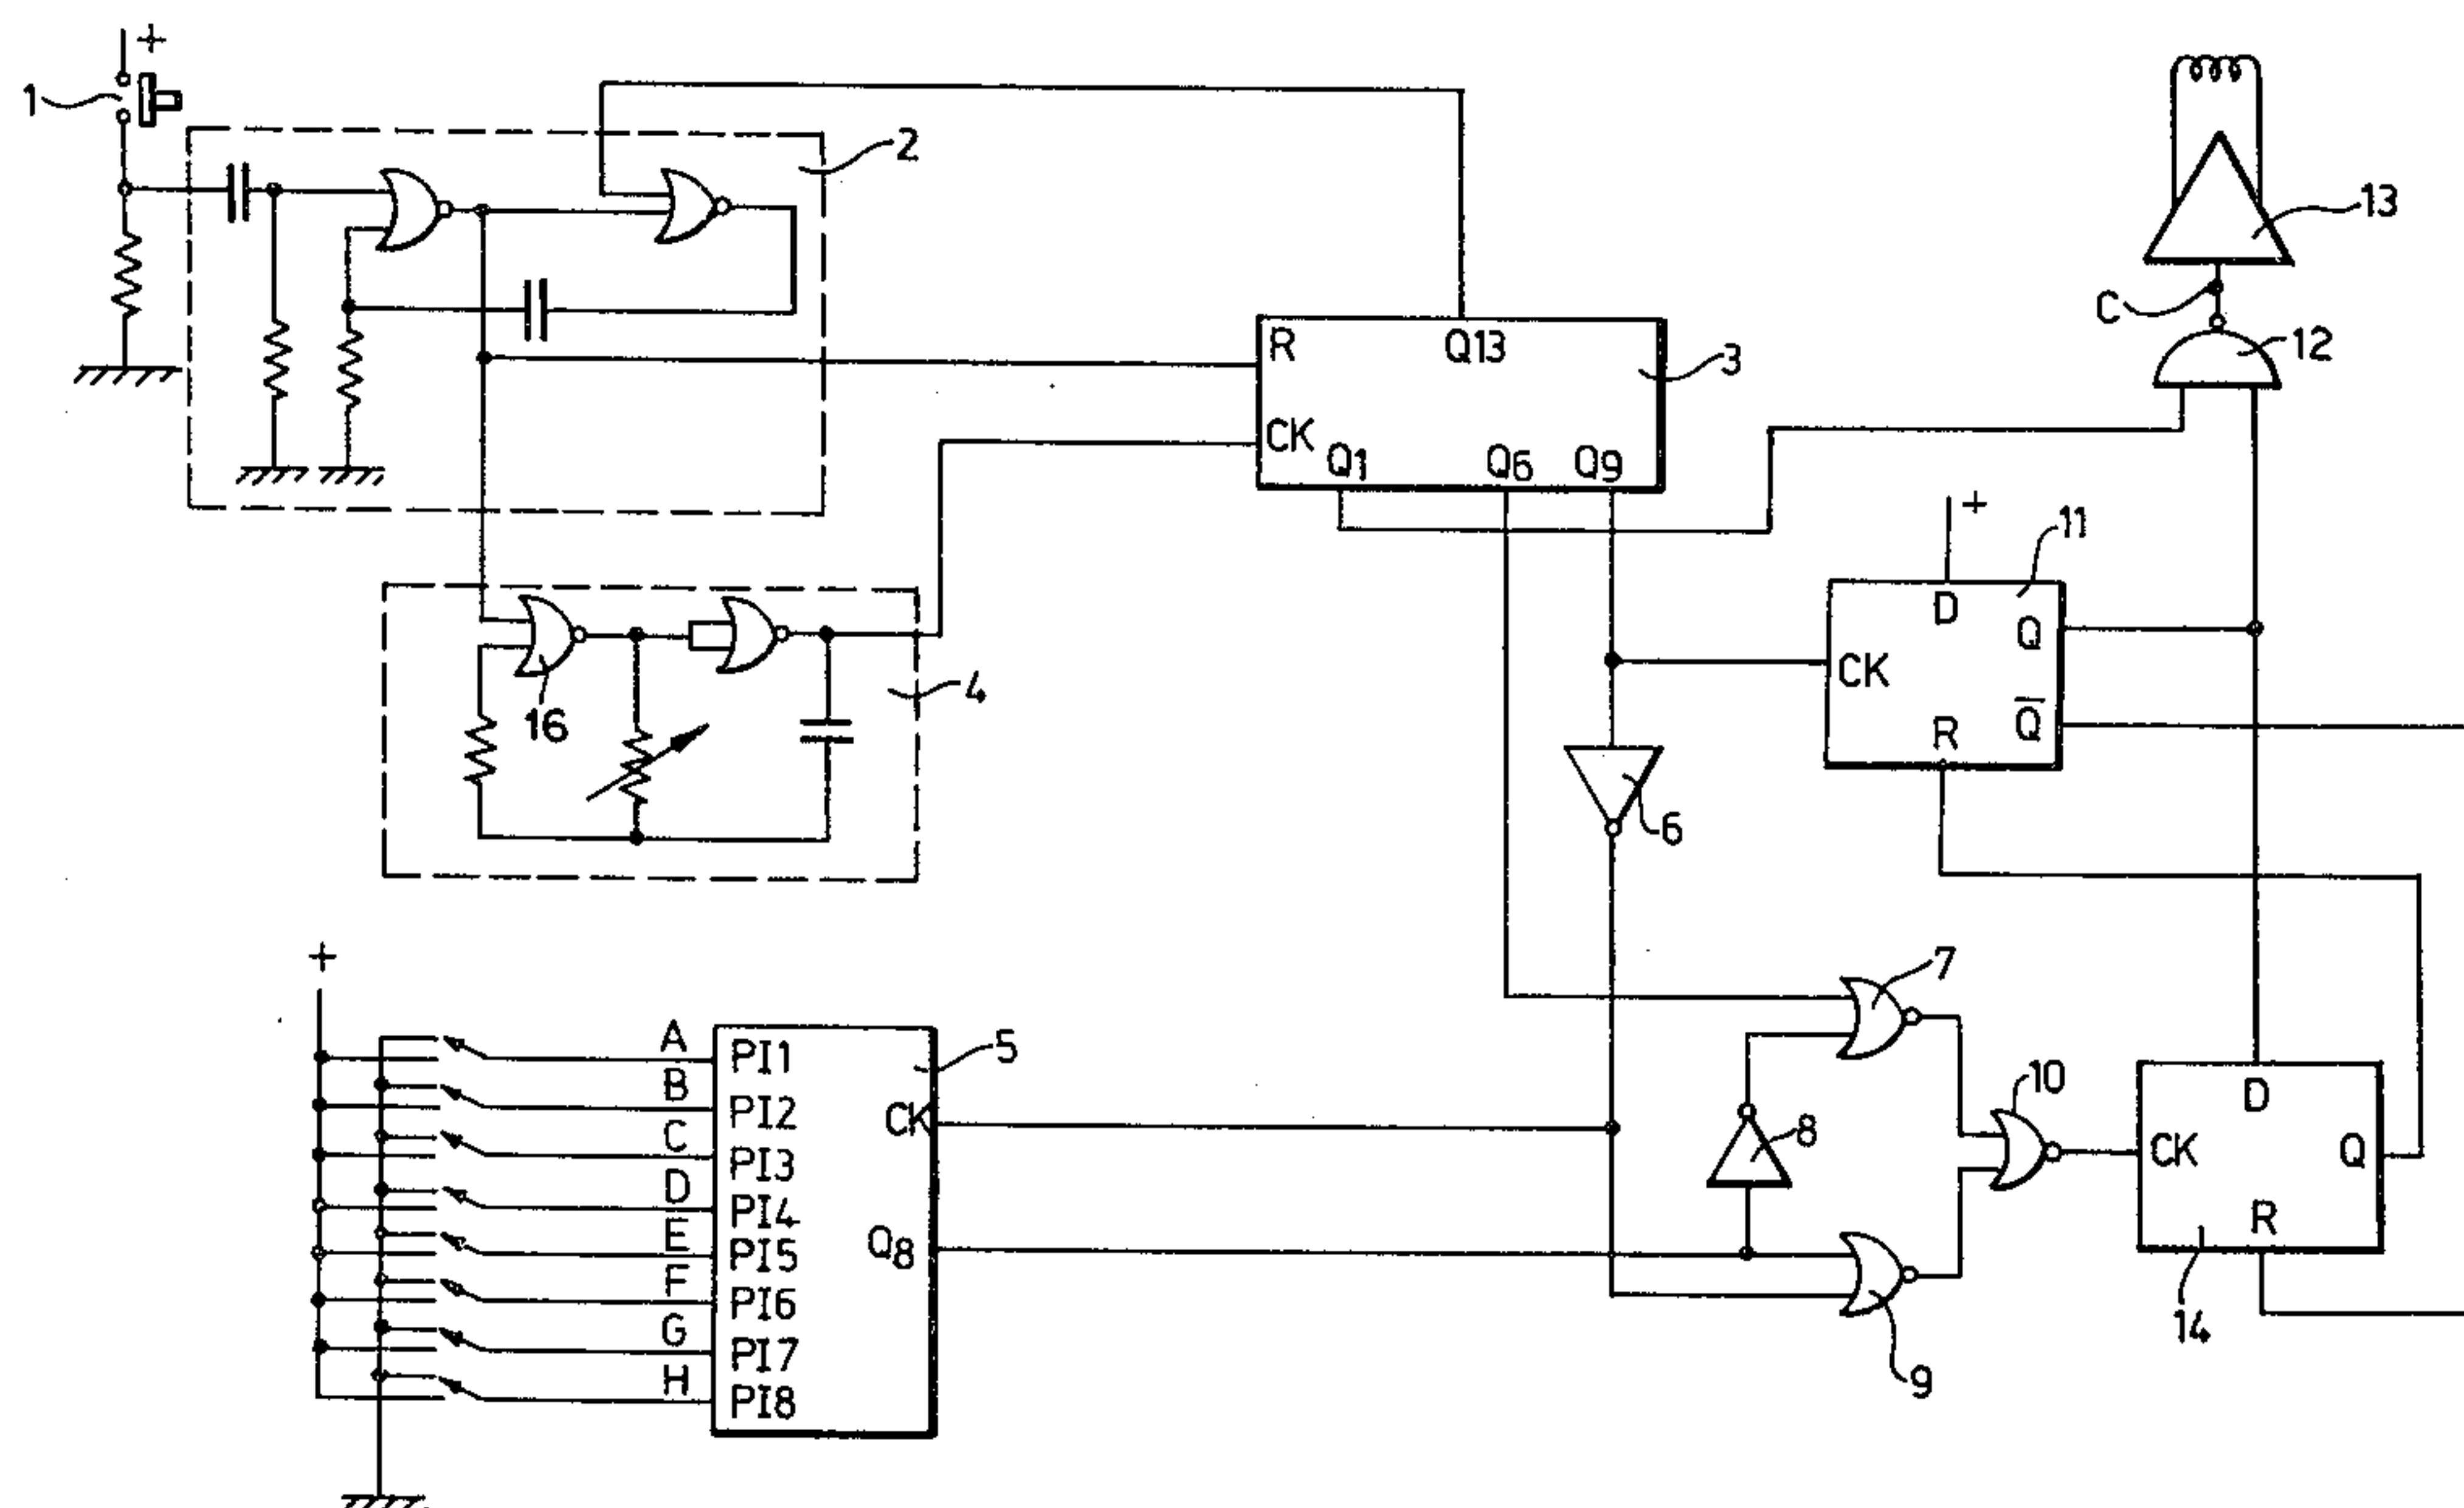 +
1
2
13
C
12
R
Q13
3
CK
Q1
Q6
Q9
+
11
D
Q
CK
Q̅
R
16
4
6
+
7
A
PI1
5
B
PI2
CK
C
PI3
8
10
D
D
PI4
CK
Q
E
PI5
Q8
R
F
PI6
G
PI7
14
H
PI8
9